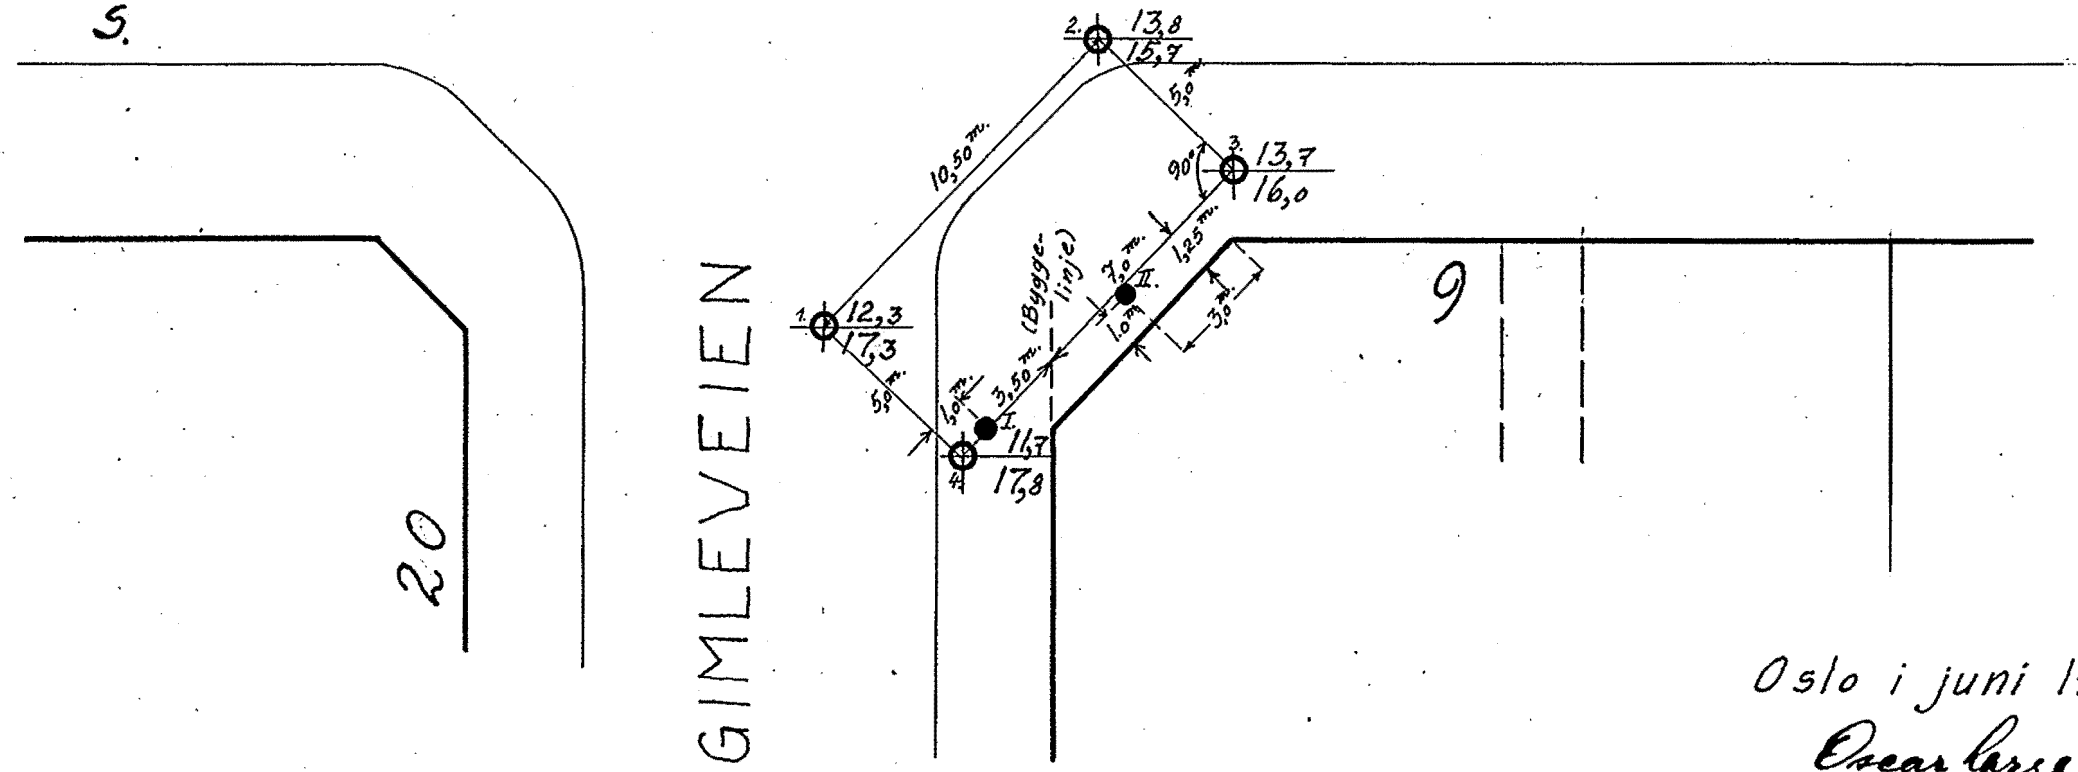 S.
2. 13,8
15,7
5,0 m.
10,50 m.
90°
3. 13,7
16,0
1,25 m.
7,0 m.
II.
(Bygge-
linje)
1.0 m
3,0 m.
9
1. 12,3
17,3
5,0 m.
1,0 m.
3,50 m.
I.
11,7
4. 17,8
20
GIMLEVEIEN
Oslo i juni
Oscar